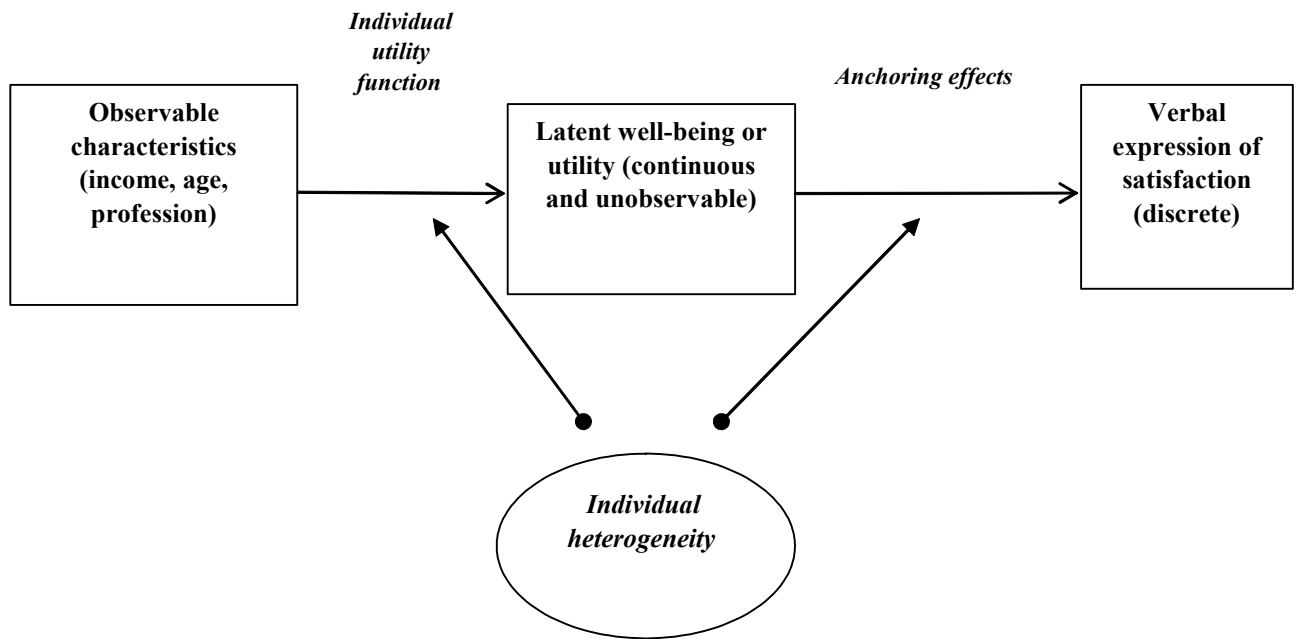 Individual
utility
function
Anchoring effects
Observable
characteristics
(income, age,
profession)
Latent well-being or
utility (continuous
and unobservable)
Verbal
expression of
satisfaction
(discrete)
Individual
heterogeneity